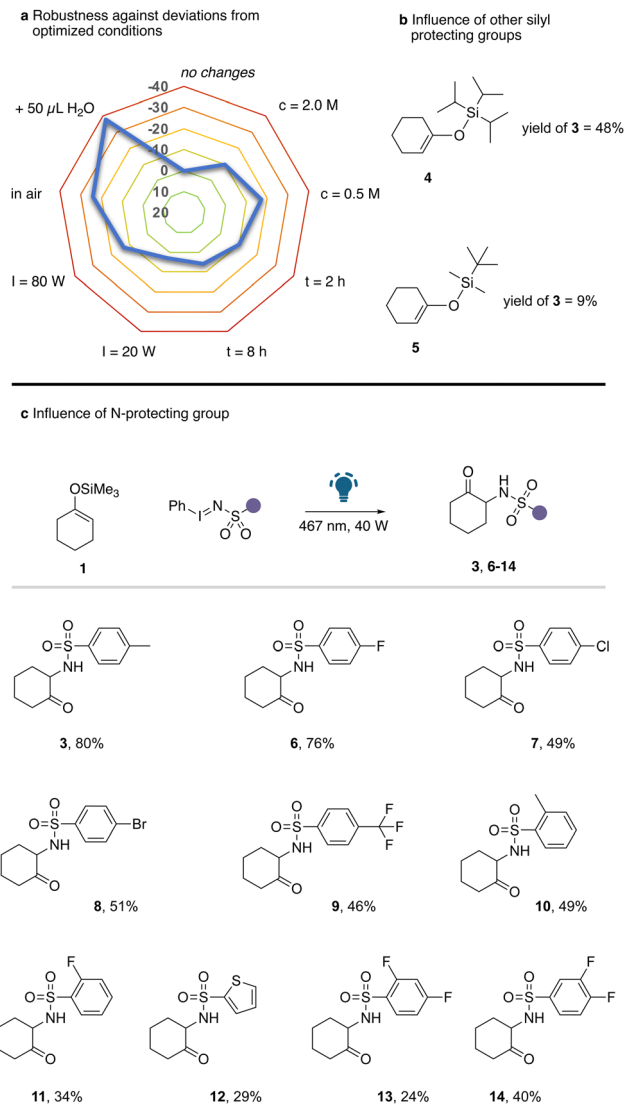 a Robustness against deviations from
optimized conditions
no changes
c = 2.0 M
c = 0.5 M
t = 2 h
t = 8 h
I = 20 W
I = 80 W
in air
+ 50 µL H2O
-40
-30
-20
-10
0
10
20
b Influence of other silyl
protecting groups
Si
O
4
yield of 3 = 48%
Si
O
5
yield of 3 = 9%
c Influence of N-protecting group
OSiMe3
1
Ph
I
N
S
O O
467 nm, 40 W
O
H
N
O
S
O
3, 6-14
O
O
S
NH
O
3, 80%
O
O
S
F
NH
O
6, 76%
O
O
S
Cl
NH
O
7, 49%
O
O
S
Br
NH
O
8, 51%
O
O
S
F
F
F
NH
O
9, 46%
O
O
S
NH
O
10, 49%
F
O
O
S
NH
O
11, 34%
O
O
S
S
NH
O
12, 29%
F
O
O
S
F
NH
O
13, 24%
F
O
O
S
F
NH
O
14, 40%